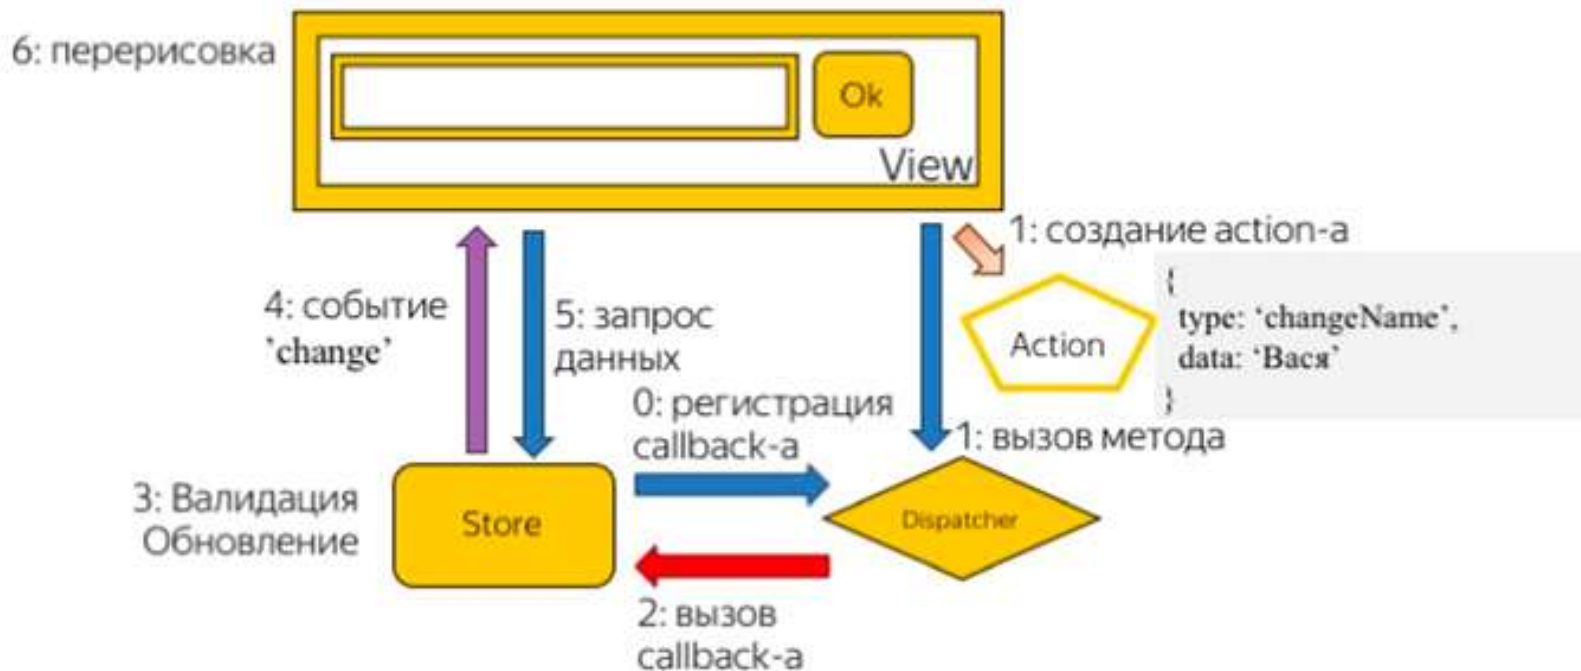 6: перерисовка
Ok
View
1: создание action-а
{
type: ‘changeName’,
data: ‘Вася’
}
Action
4: событие
’change’
5: запрос
данных
0: регистрация
callback-а
1: вызов метода
3: Валидация
Обновление
Store
Dispatcher
2: вызов
callback-а